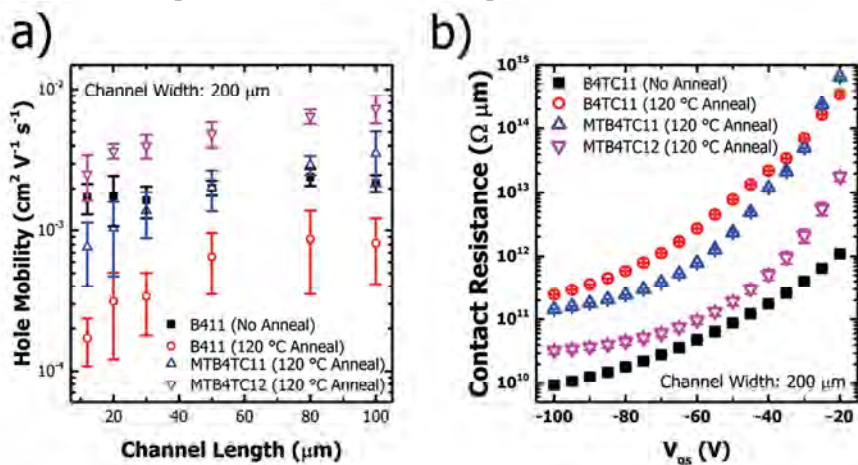 a)
Channel Width: 200 μm
10⁻²
10⁻³
10⁻⁴
Hole Mobility (cm² V⁻¹ s⁻¹)
B411 (No Anneal)
B411 (120 °C Anneal)
MTB4TC11 (120 °C Anneal)
MTB4TC12 (120 °C Anneal)
20 40 60 80 100
Channel Length (μm)
b)
B4TC11 (No Anneal)
B4TC11 (120 °C Anneal)
MTB4TC11 (120 °C Anneal)
MTB4TC12 (120 °C Anneal)
10¹⁵
10¹⁴
10¹³
10¹²
10¹¹
10¹⁰
Contact Resistance (Ω μm)
Channel Width: 200 μm
-100 -80 -60 -40 -20
V_gs (V)